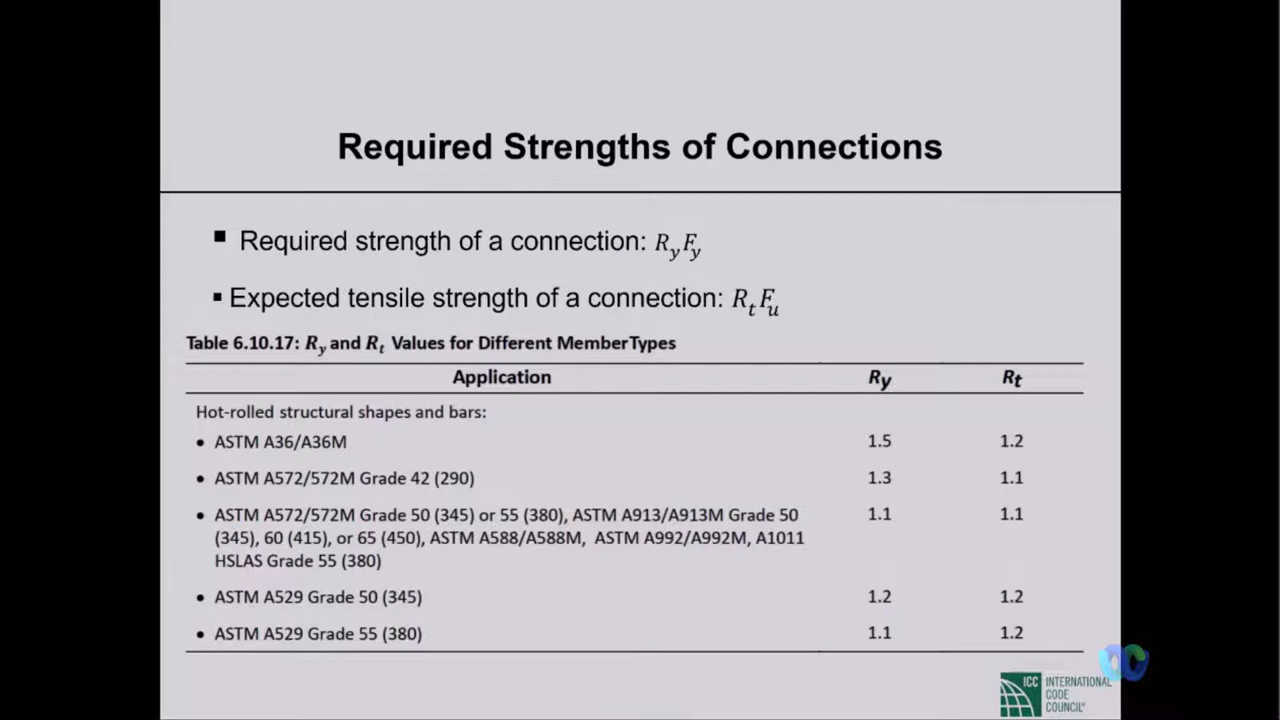 Required Strengths of Connections
▪ Required strength of a connection: RyFy
▪ Expected tensile strength of a connection: RtFu
Table 6.10.17: Ry and Rt Values for Different MemberTypes
Application Ry Rt
Hot-rolled structural shapes and bars:
• ASTM A36/A36M 1.5 1.2
• ASTM A572/572M Grade 42 (290) 1.3 1.1
• ASTM A572/572M Grade 50 (345) or 55 (380), ASTM A913/A913M Grade 50 1.1 1.1
(345), 60 (415), or 65 (450), ASTM A588/A588M, ASTM A992/A992M, A1011
HSLAS Grade 55 (380)
• ASTM A529 Grade 50 (345) 1.2 1.2
• ASTM A529 Grade 55 (380) 1.1 1.2
ICC INTERNATIONAL
CODE
COUNCIL®